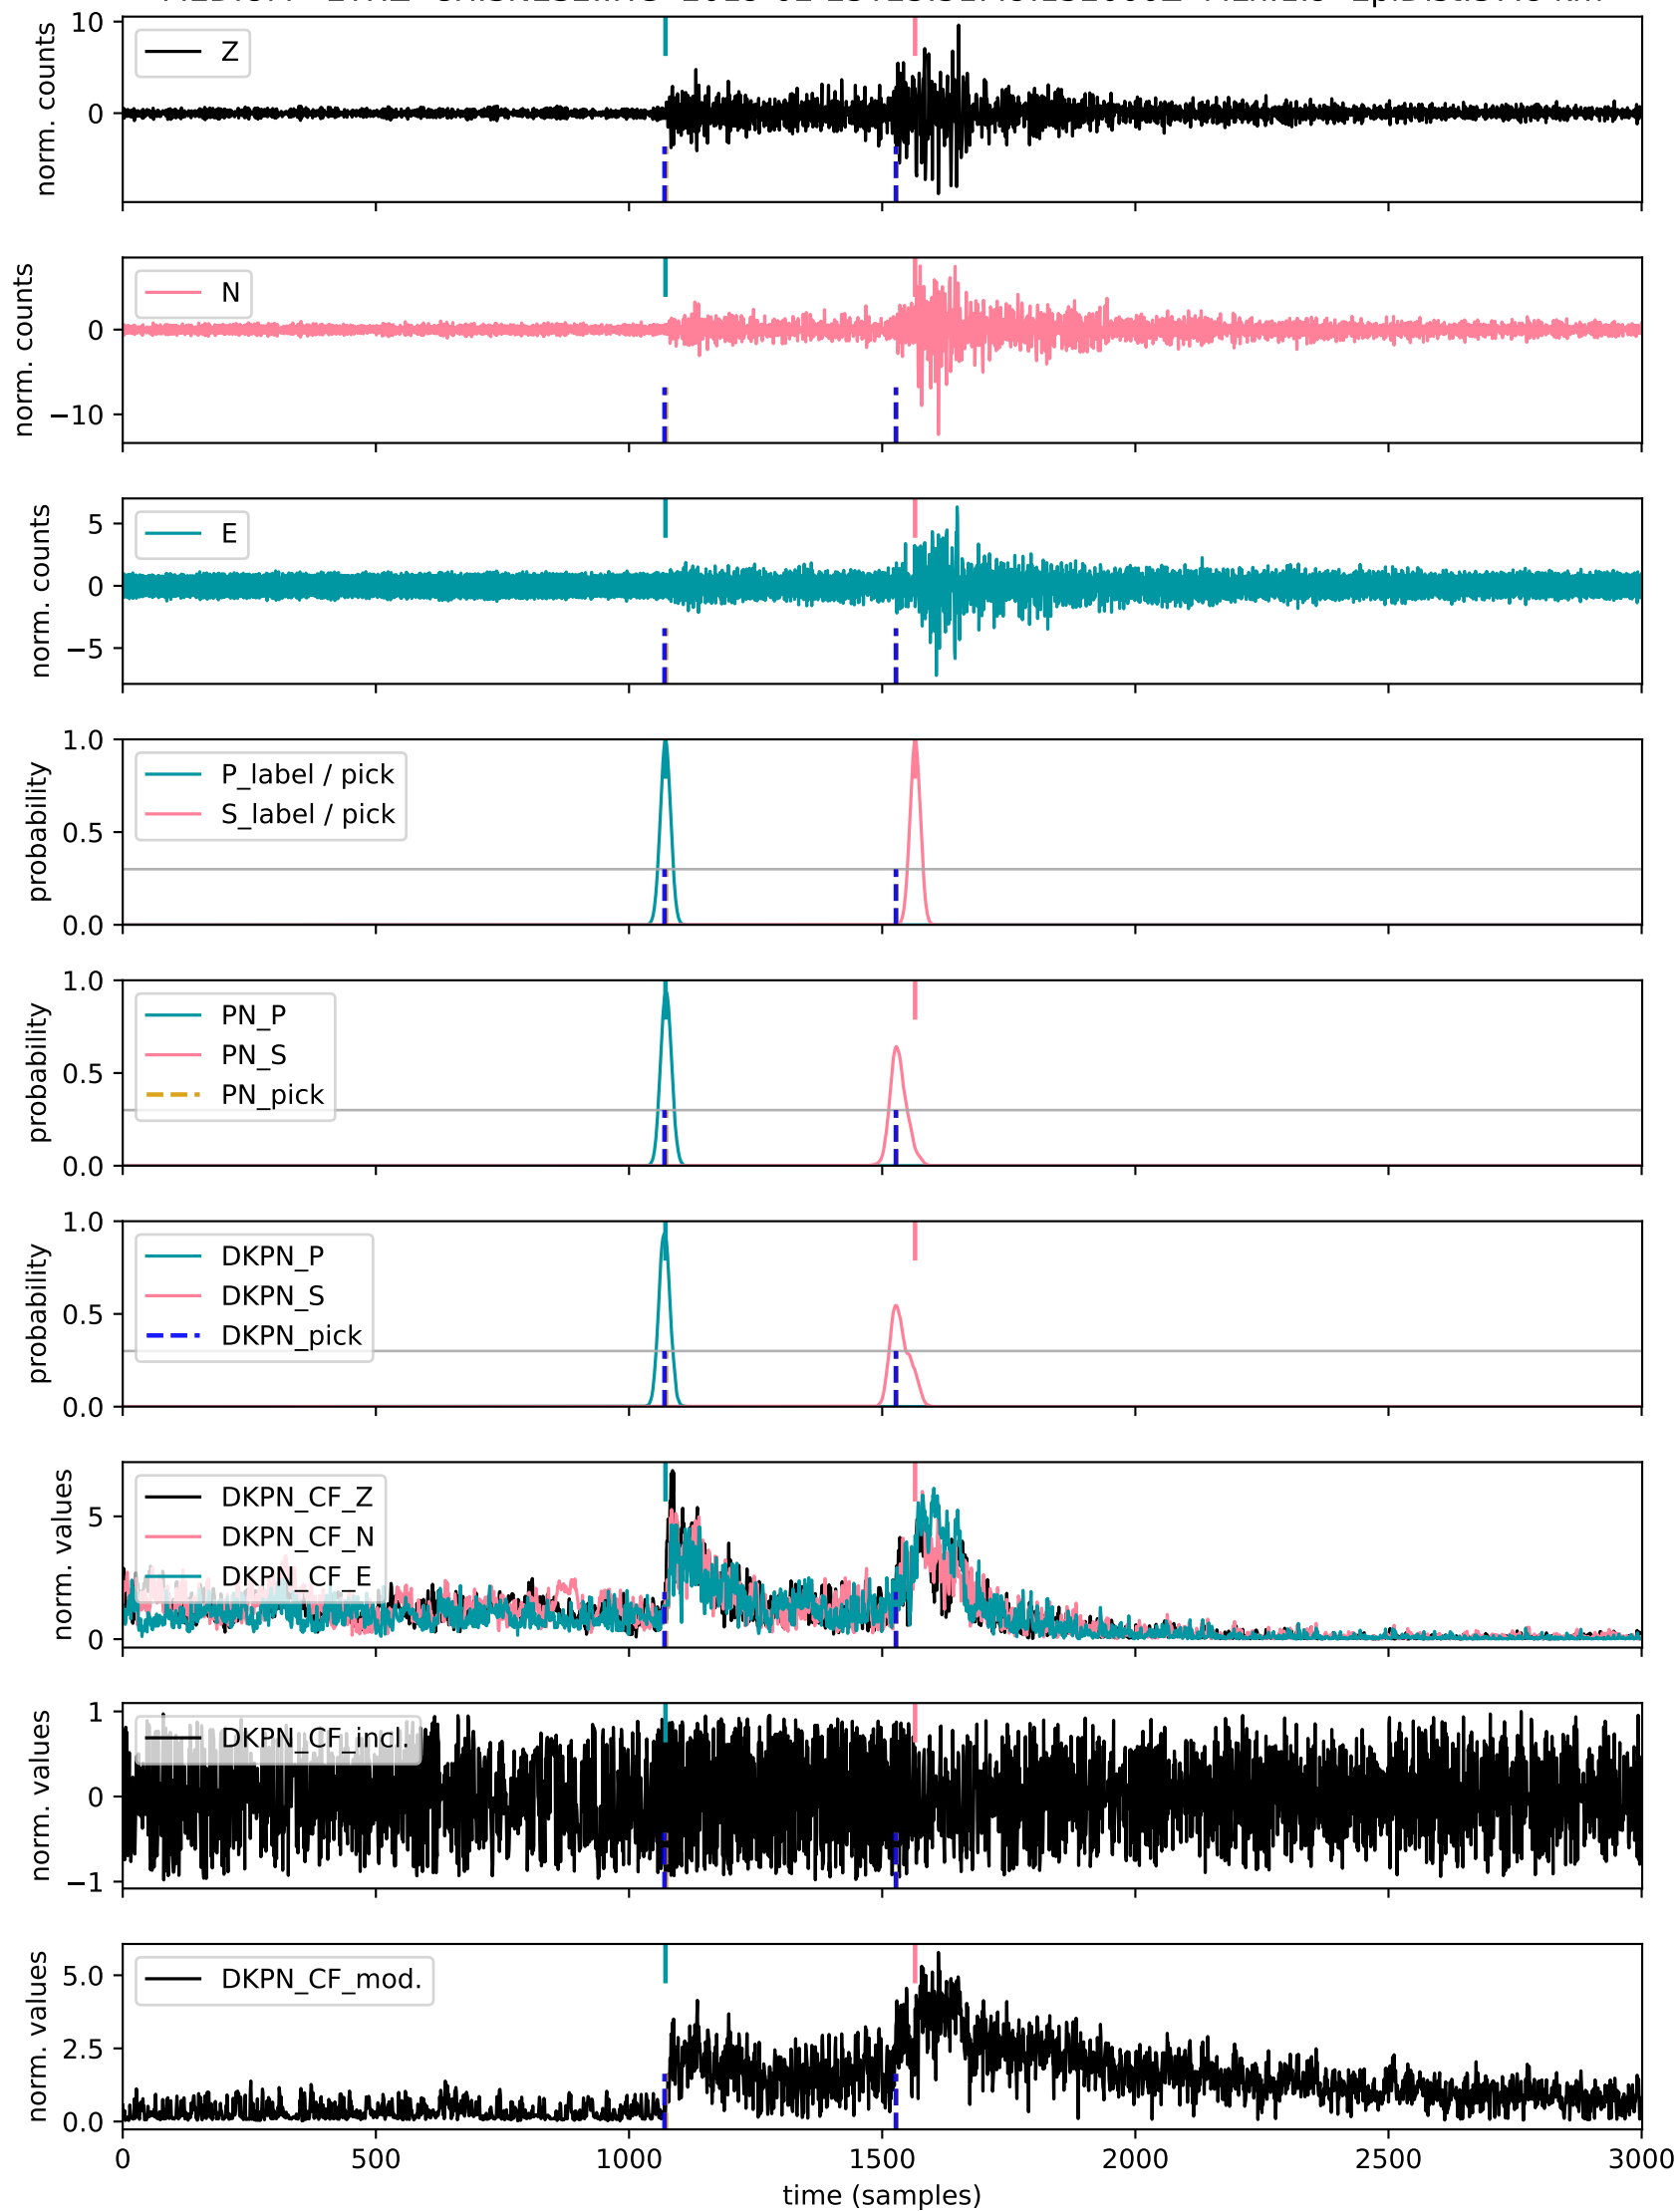 10
0
norm. counts
Z
0
−10
norm. counts
N
5
0
−5
norm. counts
E
1.0
0.5
0.0
probability
P_label / pick
S_label / pick
1.0
0.5
0.0
probability
PN_P
PN_S
PN_pick
1.0
0.5
0.0
probability
DKPN_P
DKPN_S
DKPN_pick
5
0
norm. values
DKPN_CF_Z
DKPN_CF_N
DKPN_CF_E
1
0
−1
norm. values
DKPN_CF_incl.
5.0
2.5
0.0
norm. values
DKPN_CF_mod.
0 500 1000 1500 2000 2500 3000
time (samples)